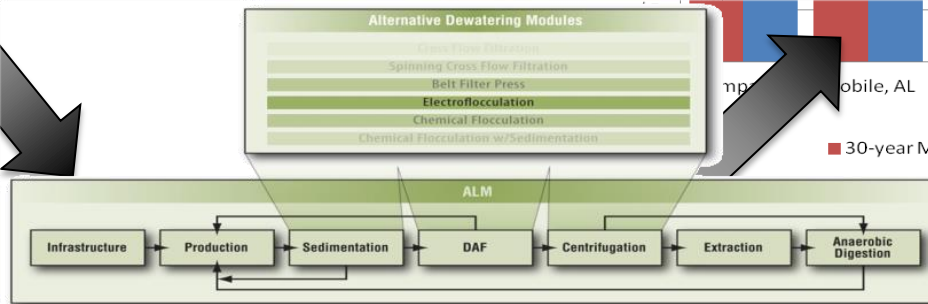 Alternative Dewatering Modules
Cross Flow Filtration
Spinning Cross Flow Filtration
Belt Filter Press
Electroflocculation
Chemical Flocculation
Chemical Flocculation w/Sedimentation
obile, AL
30-year M
ALM
Infrastructure
Production
Sedimentation
DAF
Centrifugation
Extraction
Anaerobic
Digestion